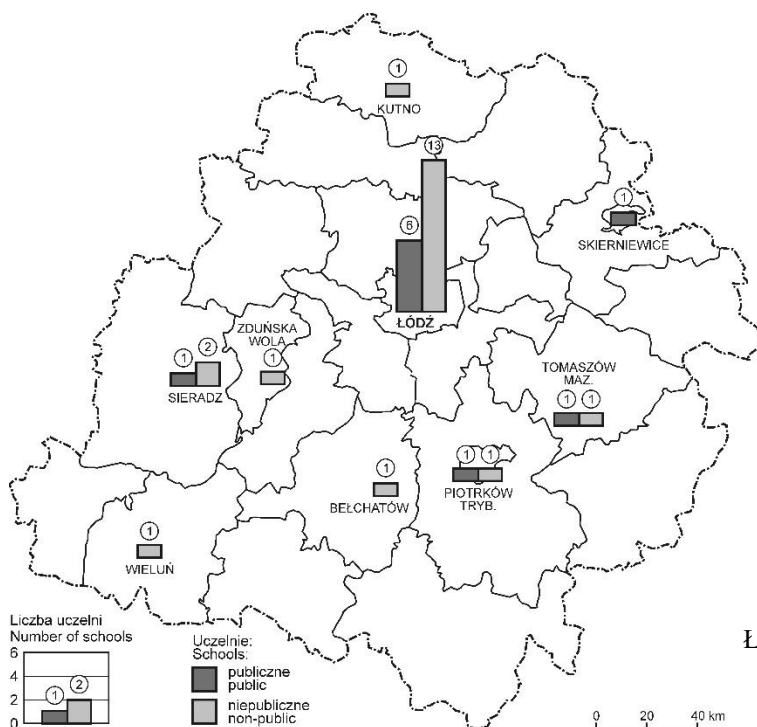 1
KUTNO
13
6
ŁÓDŹ
1
SKIERNIEWICE
ZDUŃSKA
WOLA
1
1 2
SIERADZ
TOMASZÓW
MAZ.
1 1
1 1
PIOTRKÓW
TRYB.
1
BEŁCHATÓW
1
WIELUŃ
Liczba uczelni
Number of schools
6
4
2
0
1 2
Uczelnie:
Schools:
publiczne
public
niepubliczne
non-public
Ł
0 20 40 km